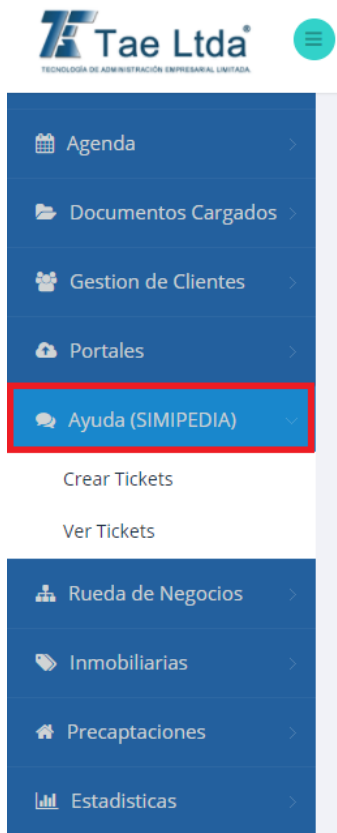 Tae Ltda®
TECNOLOGÍA DE ADMINISTRACIÓN EMPRESARIAL LIMITADA.
Agenda
Documentos Cargados
Gestion de Clientes
Portales
Ayuda (SIMIPEDIA)
Crear Tickets
Ver Tickets
Rueda de Negocios
Inmobiliarias
Precaptaciones
Estadisticas